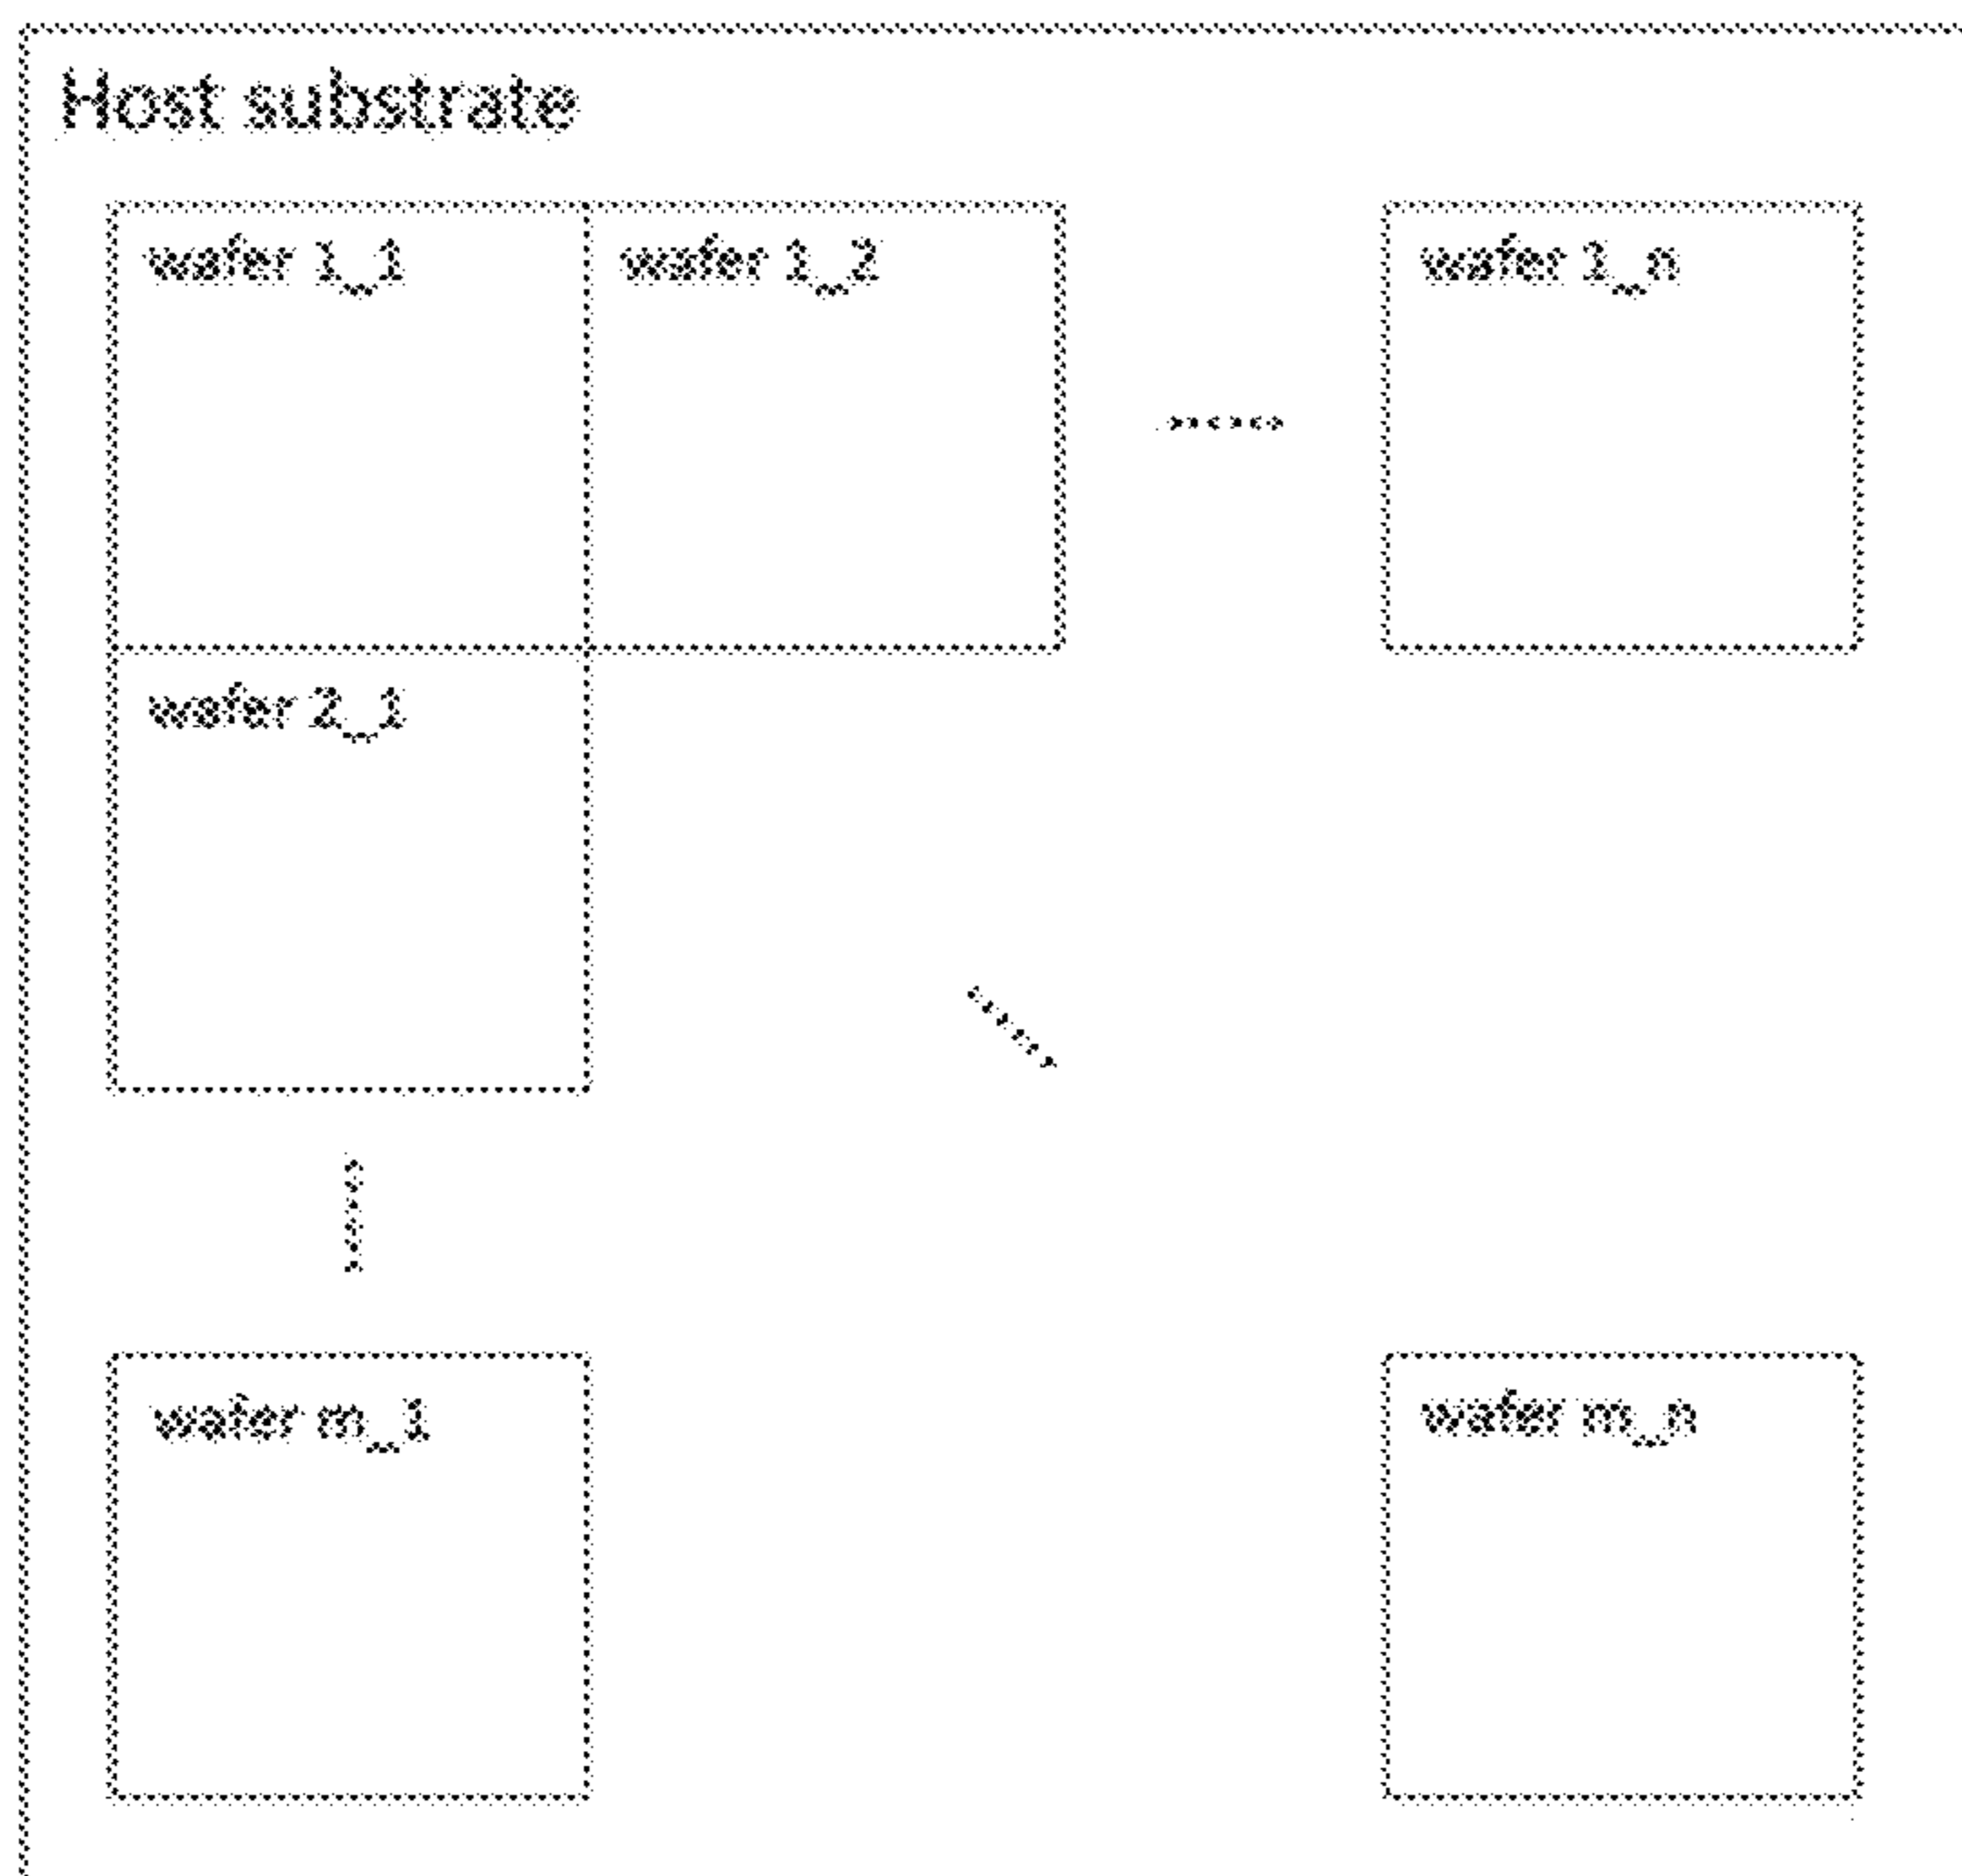 Host substrate
wafer 1_1
wafer 1_2
wafer 1_n
wafer 2_1
wafer m_1
wafer m_n